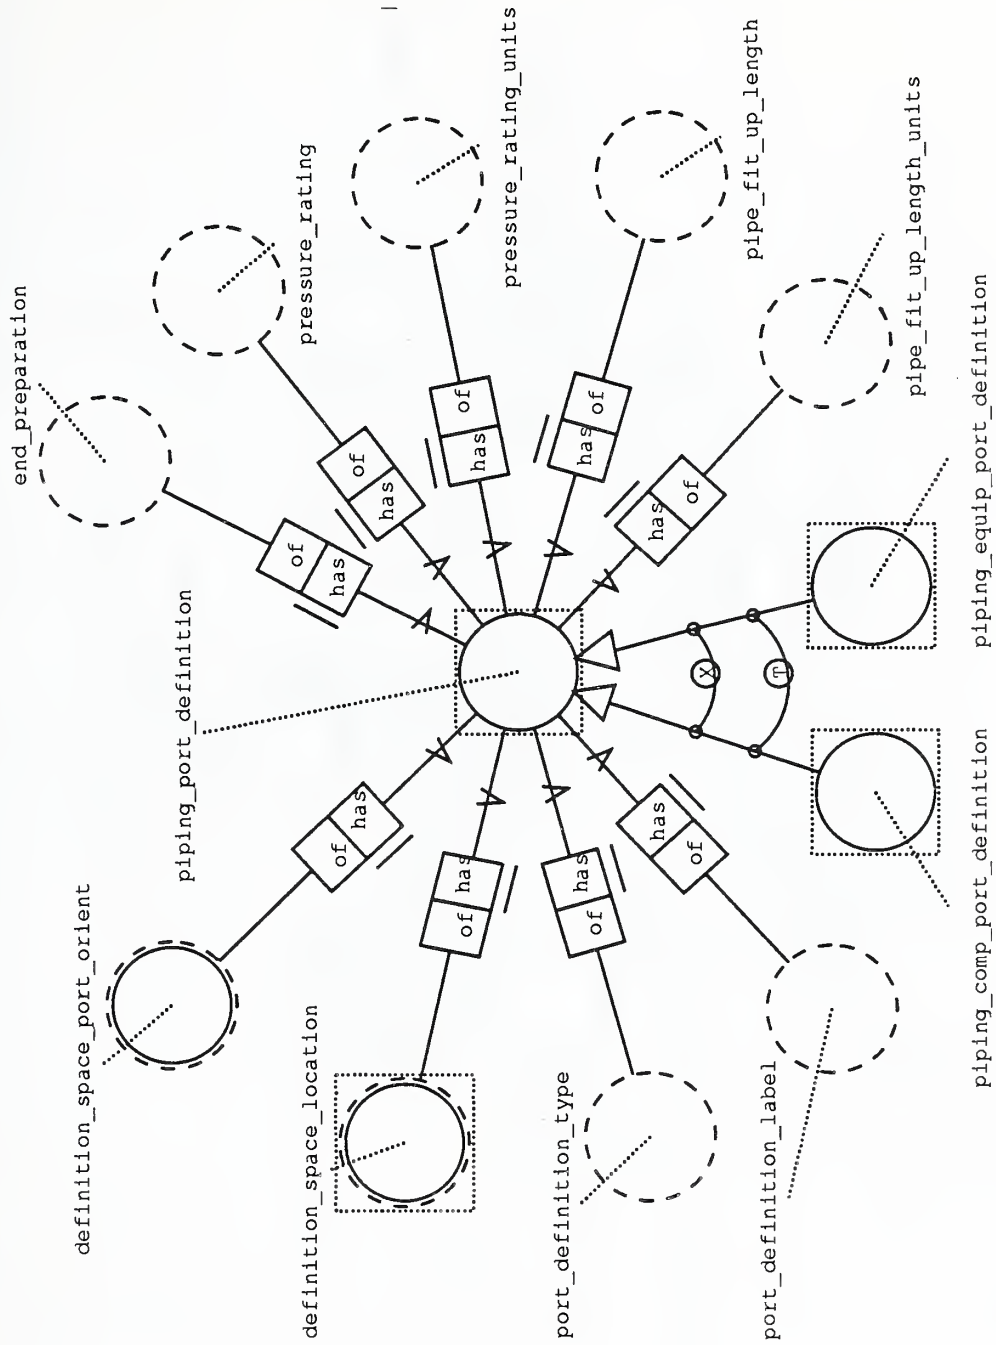 end_preparation
pressure_rating
pressure_rating_units
pipe_fit_up_length
pipe_fit_up_length_units
piping_equip_port_definition
piping_comp_port_definition
port_definition_label
port_definition_type
definition_space_location
definition_space_port_orient
piping_port_definition
of
has
of
has
of
has
of
has
of
has
of
has
of
has
of
has
of
has
X
T